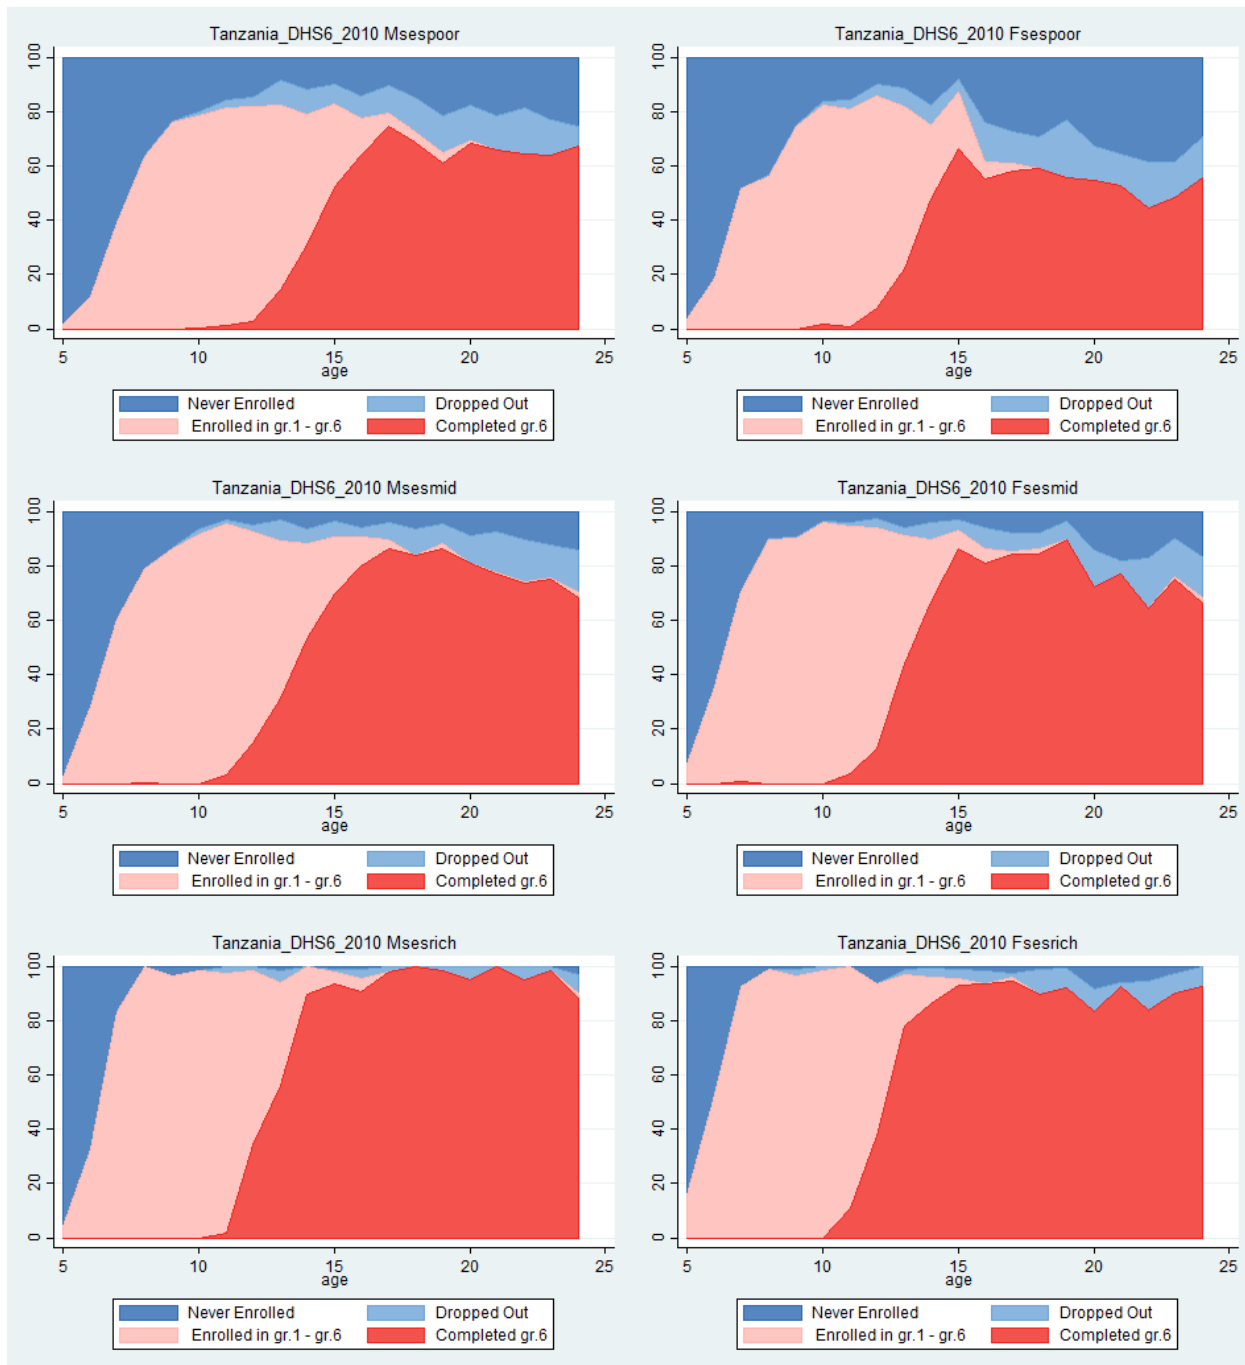 Tanzania_DHS6_2010 Msespoor
100
80
60
40
20
0
5 10 15 20 25
age
Never Enrolled Dropped Out
Enrolled in gr.1 - gr.6 Completed gr.6
Tanzania_DHS6_2010 Fsespoor
100
80
60
40
20
0
5 10 15 20 25
age
Never Enrolled Dropped Out
Enrolled in gr.1 - gr.6 Completed gr.6
Tanzania_DHS6_2010 Msesmid
100
80
60
40
20
0
5 10 15 20 25
age
Never Enrolled Dropped Out
Enrolled in gr.1 - gr.6 Completed gr.6
Tanzania_DHS6_2010 Fsesmid
100
80
60
40
20
0
5 10 15 20 25
age
Never Enrolled Dropped Out
Enrolled in gr.1 - gr.6 Completed gr.6
Tanzania_DHS6_2010 Msesrich
100
80
60
40
20
0
5 10 15 20 25
age
Never Enrolled Dropped Out
Enrolled in gr.1 - gr.6 Completed gr.6
Tanzania_DHS6_2010 Fsesrich
100
80
60
40
20
0
5 10 15 20 25
age
Never Enrolled Dropped Out
Enrolled in gr.1 - gr.6 Completed gr.6